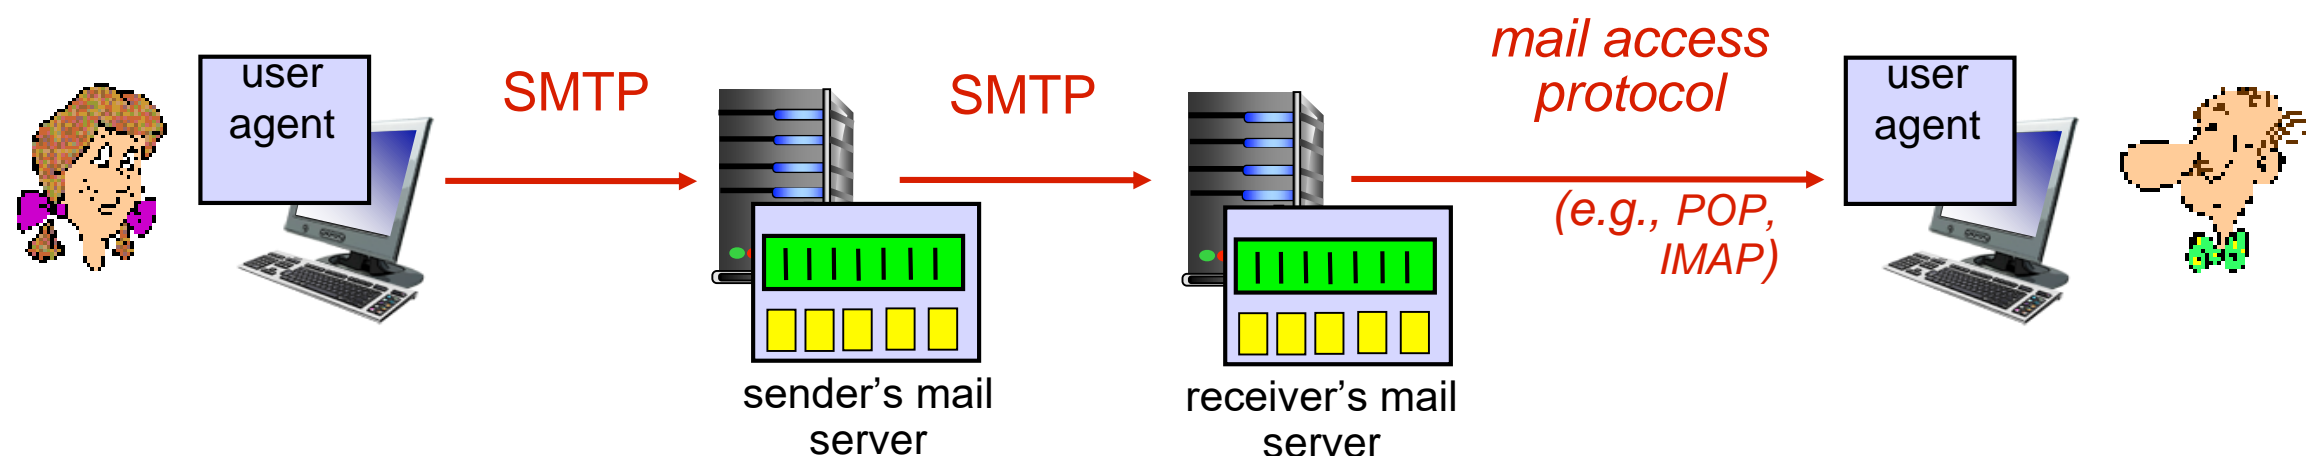 user
agent
SMTP
sender’s mail
server
SMTP
receiver’s mail
server
mail access
protocol
(e.g., POP,
IMAP)
user
agent